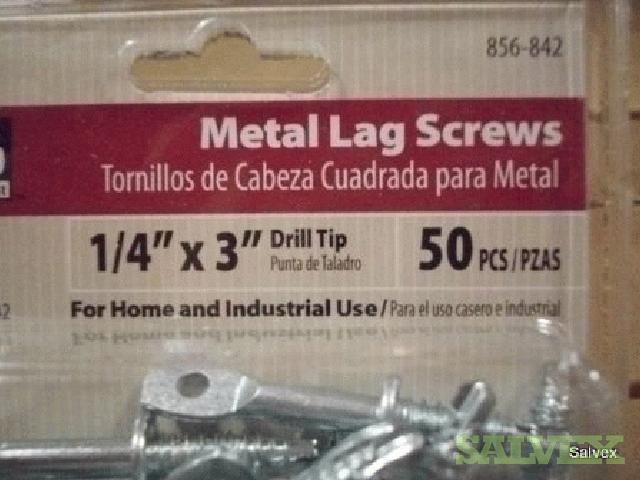 856-842
Metal Lag Screws
Tornillos de Cabeza Cuadrada para Metal
1/4" x 3" Drill Tip
Punta de Taladro
50 PCS/PZAS
For Home and Industrial Use/Para el uso casero e industrial
SALVEX
Salvex